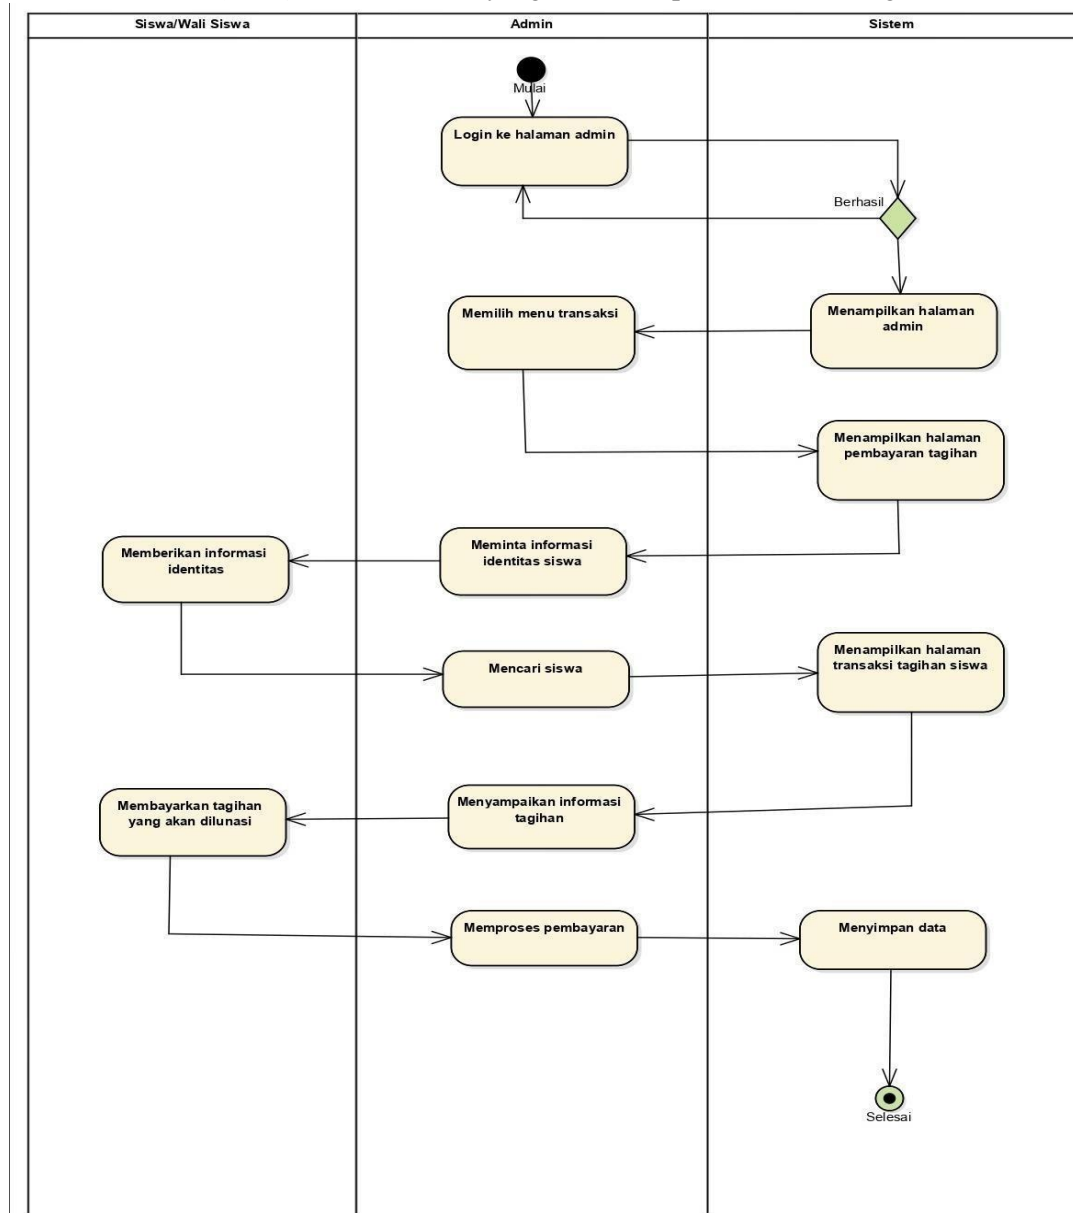 Siswa/Wali Siswa
Admin
Sistem
Mulai
Login ke halaman admin
Berhasil
Menampilkan halaman
admin
Memilih menu transaksi
Menampilkan halaman
pembayaran tagihan
Meminta informasi
identitas siswa
Memberikan informasi
identitas
Mencari siswa
Menampilkan halaman
transaksi tagihan siswa
Menyampaikan informasi
tagihan
Membayarkan tagihan
yang akan dilunasi
Memproses pembayaran
Menyimpan data
Selesai